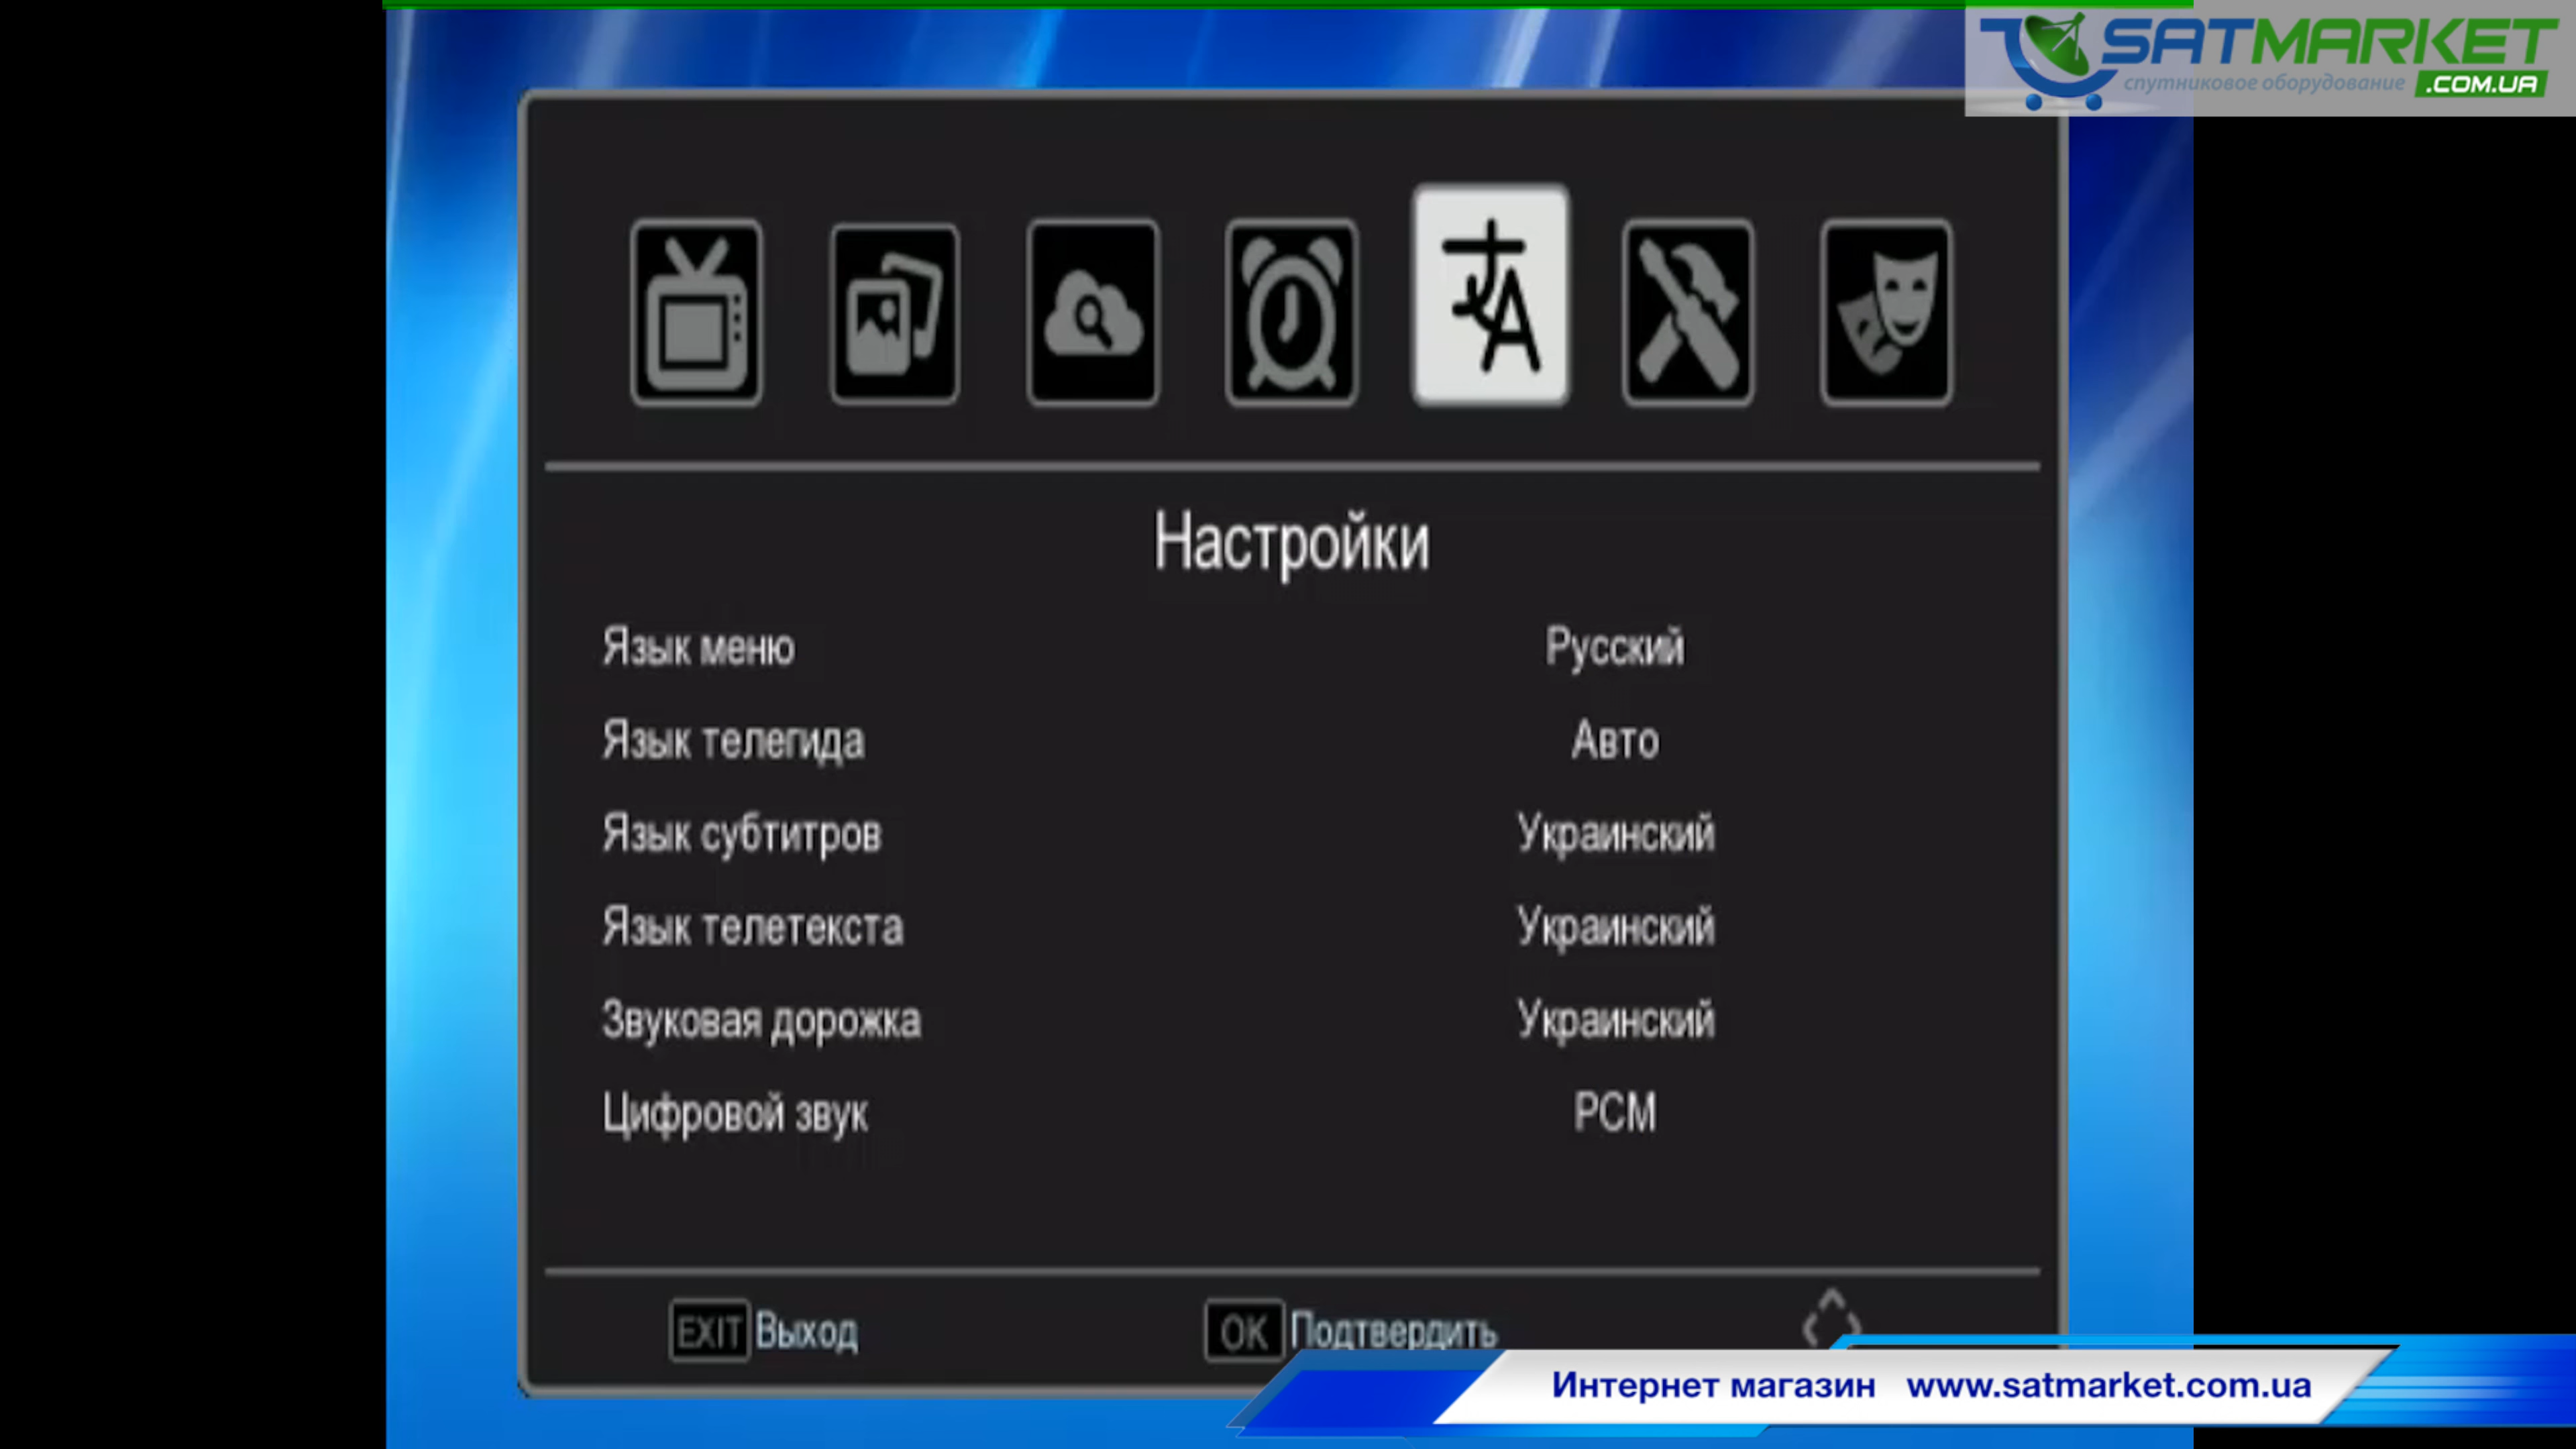 SATMARKET
спутниковое оборудование .COM.UA
Настройки
Язык меню Русский
Язык телегида Авто
Язык субтитров Украинский
Язык телетекста Украинский
Звуковая дорожка Украинский
Цифровой звук PCM
EXIT Выход OK Подтвердить
Интернет магазин www.satmarket.com.ua